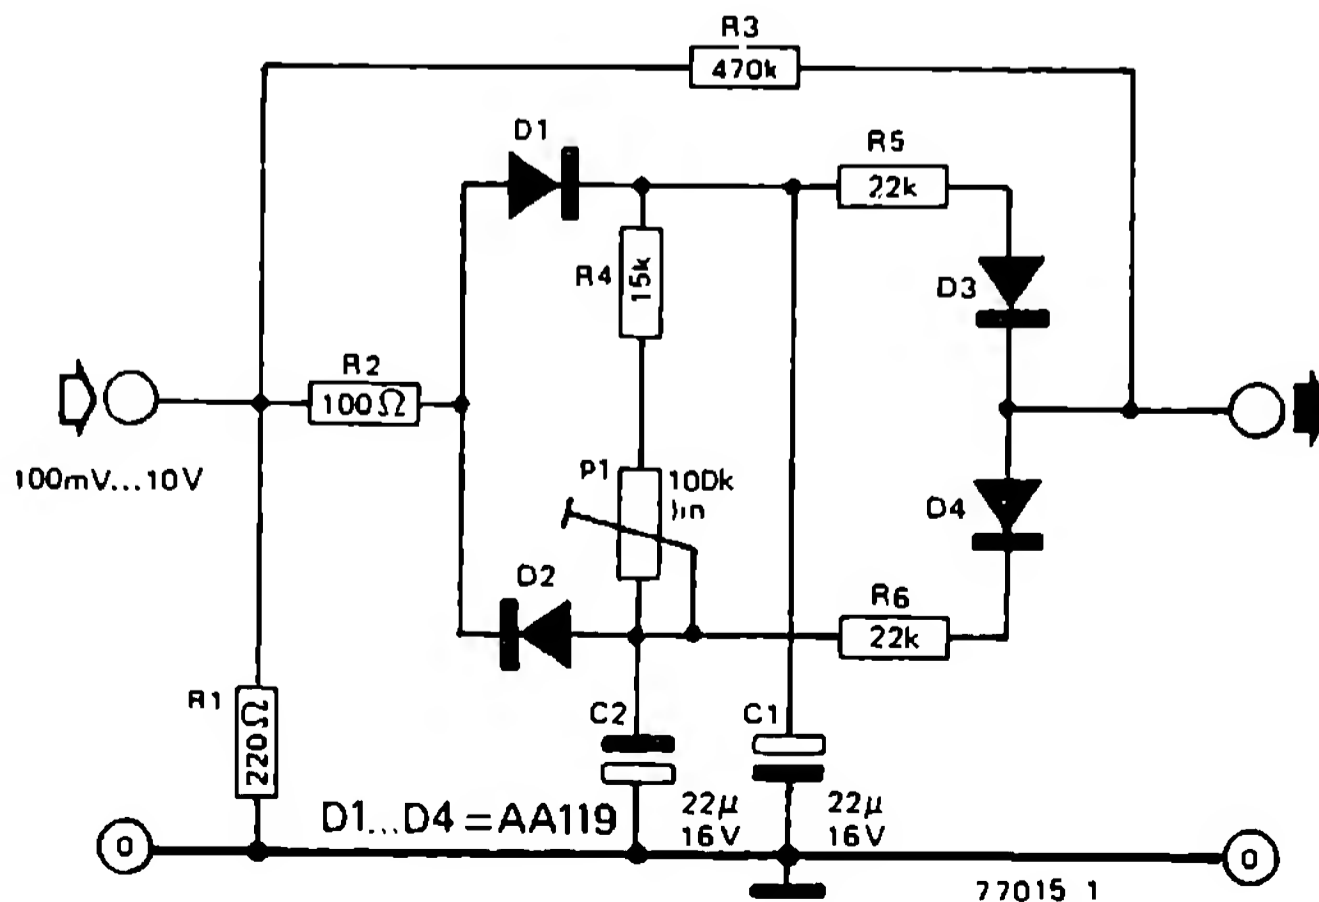 R3
470k
D1
R5
22k
R4
15k
D3
R2
100Ω
100mV...10V
P1
100k
lin
D4
D2
R6
22k
R1
220Ω
C2
C1
22μ
16V
22μ
16V
D1...D4 = AA119
0
0
77015 1